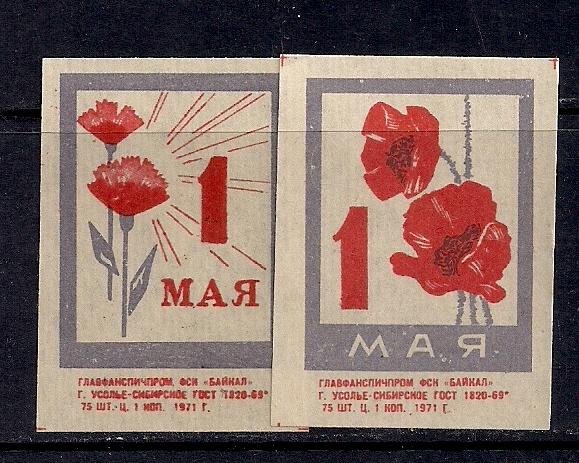 1
МАЯ
ГЛАВФАНСПИЧПРОМ, ФСК «БАЙКАЛ»
Г. УСОЛЬЕ-СИБИРСКОЕ ГОСТ 1820-69*
75 ШТ.- Ц. 1 КОП. 1971 Г.
1
МАЯ
ГЛАВФАНСПИЧПРОМ ФСК «БАЙКАЛ»
Г. УСОЛЬЕ-СИБИРСКОЕ ГОСТ 1820-69*
75 ШТ. Ц. 1 КОП. 1971 Г.